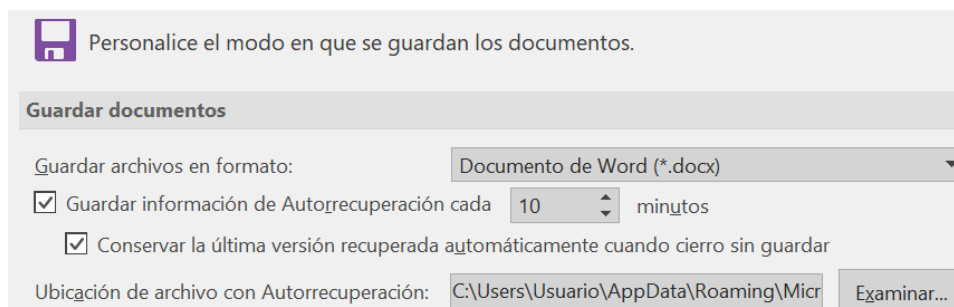 Personalice el modo en que se guardan los documentos.
Guardar documentos
Guardar archivos en formato: Documento de Word (*.docx)
Guardar información de Autorrecuperación cada 10 minutos
Conservar la última versión recuperada automáticamente cuando cierro sin guardar
Ubicación de archivo con Autorrecuperación: C:\Users\Usuario\AppData\Roaming\Micr Examinar...